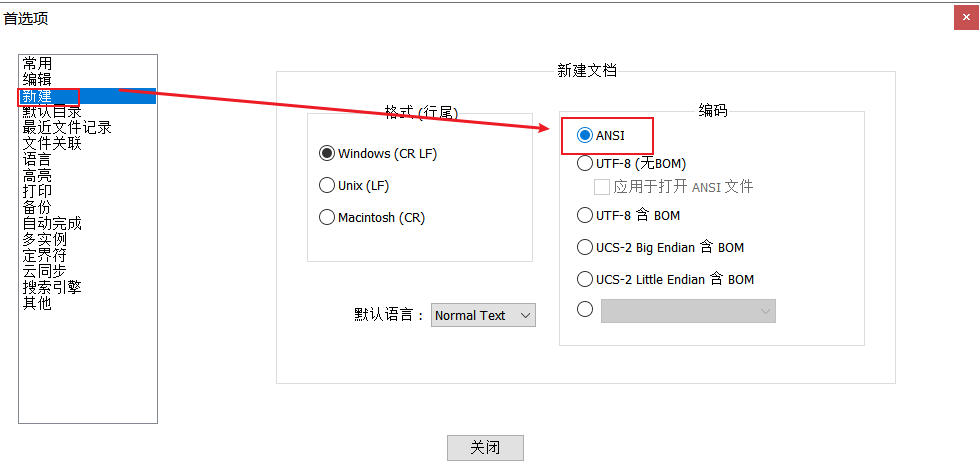 首选项
常用
编辑
新建
默认目录
最近文件记录
文件关联
语言
高亮
打印
备份
自动完成
多实例
定界符
云同步
搜索引擎
其他
新建文档
格式 (行尾)
Windows (CR LF)
Unix (LF)
Macintosh (CR)
默认语言：
Normal Text
编码
ANSI
UTF-8 (无BOM)
应用于打开 ANSI 文件
UTF-8 含 BOM
UCS-2 Big Endian 含 BOM
UCS-2 Little Endian 含 BOM
关闭